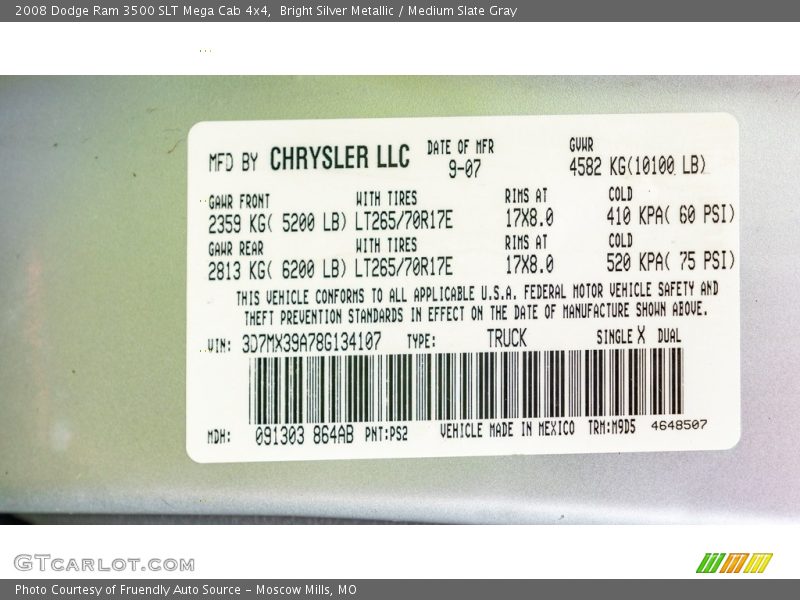 2008 Dodge Ram 3500 SLT Mega Cab 4x4,  Bright Silver Metallic / Medium Slate Gray
MFD BY CHRYSLER LLC DATE OF MFR GVWR
9-07 4582 KG(10100 LB)
GAWR FRONT WITH TIRES RIMS AT COLD
2359 KG( 5200 LB) LT265/70R17E 17X8.0 410 KPA( 60 PSI)
GAWR REAR WITH TIRES RIMS AT COLD
2813 KG( 6200 LB) LT265/70R17E 17X8.0 520 KPA( 75 PSI)
THIS VEHICLE CONFORMS TO ALL APPLICABLE U.S.A. FEDERAL MOTOR VEHICLE SAFETY AND
THEFT PREVENTION STANDARDS IN EFFECT ON THE DATE OF MANUFACTURE SHOWN ABOVE.
VIN: 3D7MX39A78G134107 TYPE: TRUCK SINGLE X DUAL
MDH: 091303 864AB PNT:PS2 VEHICLE MADE IN MEXICO TRM:M9D5 4648507
GTCARLOT.COM
Photo Courtesy of Fruendly Auto Source - Moscow Mills, MO